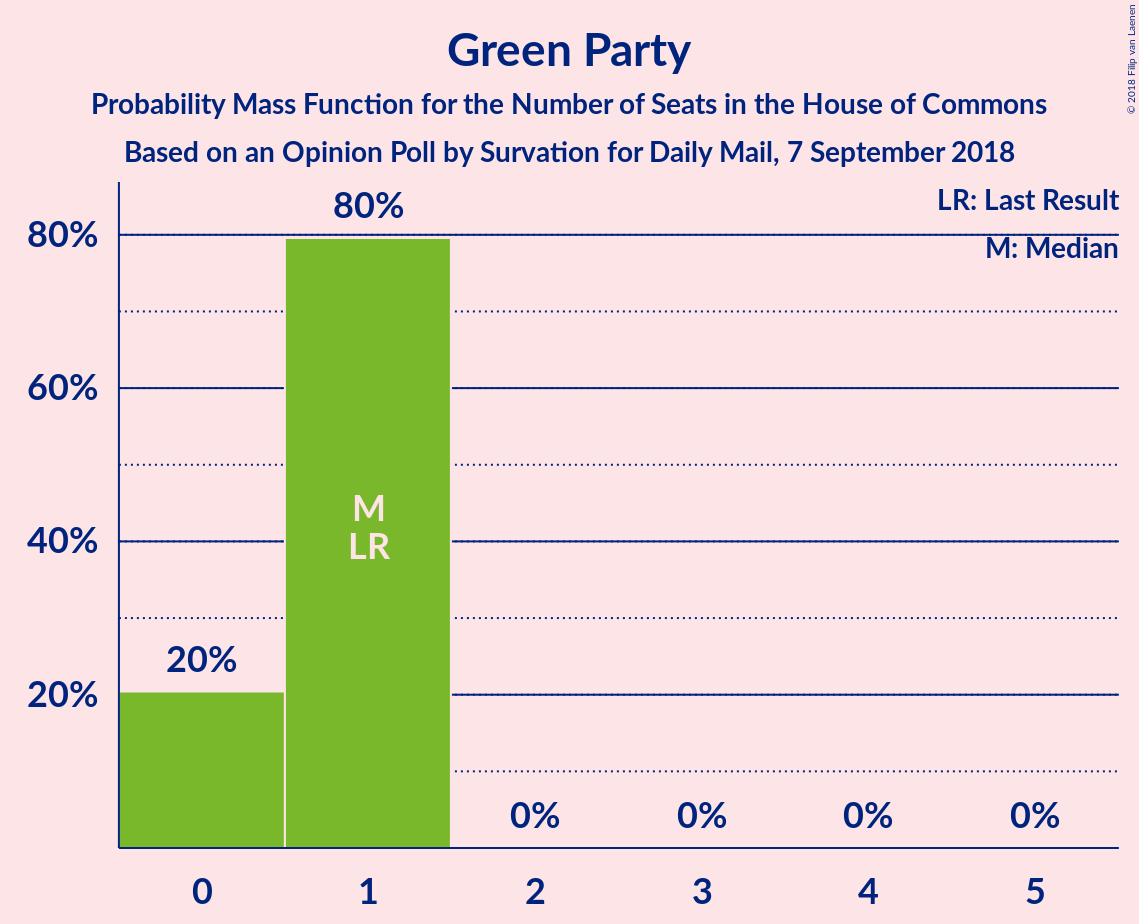 Green Party
Probability Mass Function for the Number of Seats in the House of Commons
Based on an Opinion Poll by Survation for Daily Mail, 7 September 2018
© 2018 Filip van Laenen
LR: Last Result
M: Median
80%
60%
40%
20%
20%
80%
M
LR
0%
0%
0%
0%
0
1
2
3
4
5